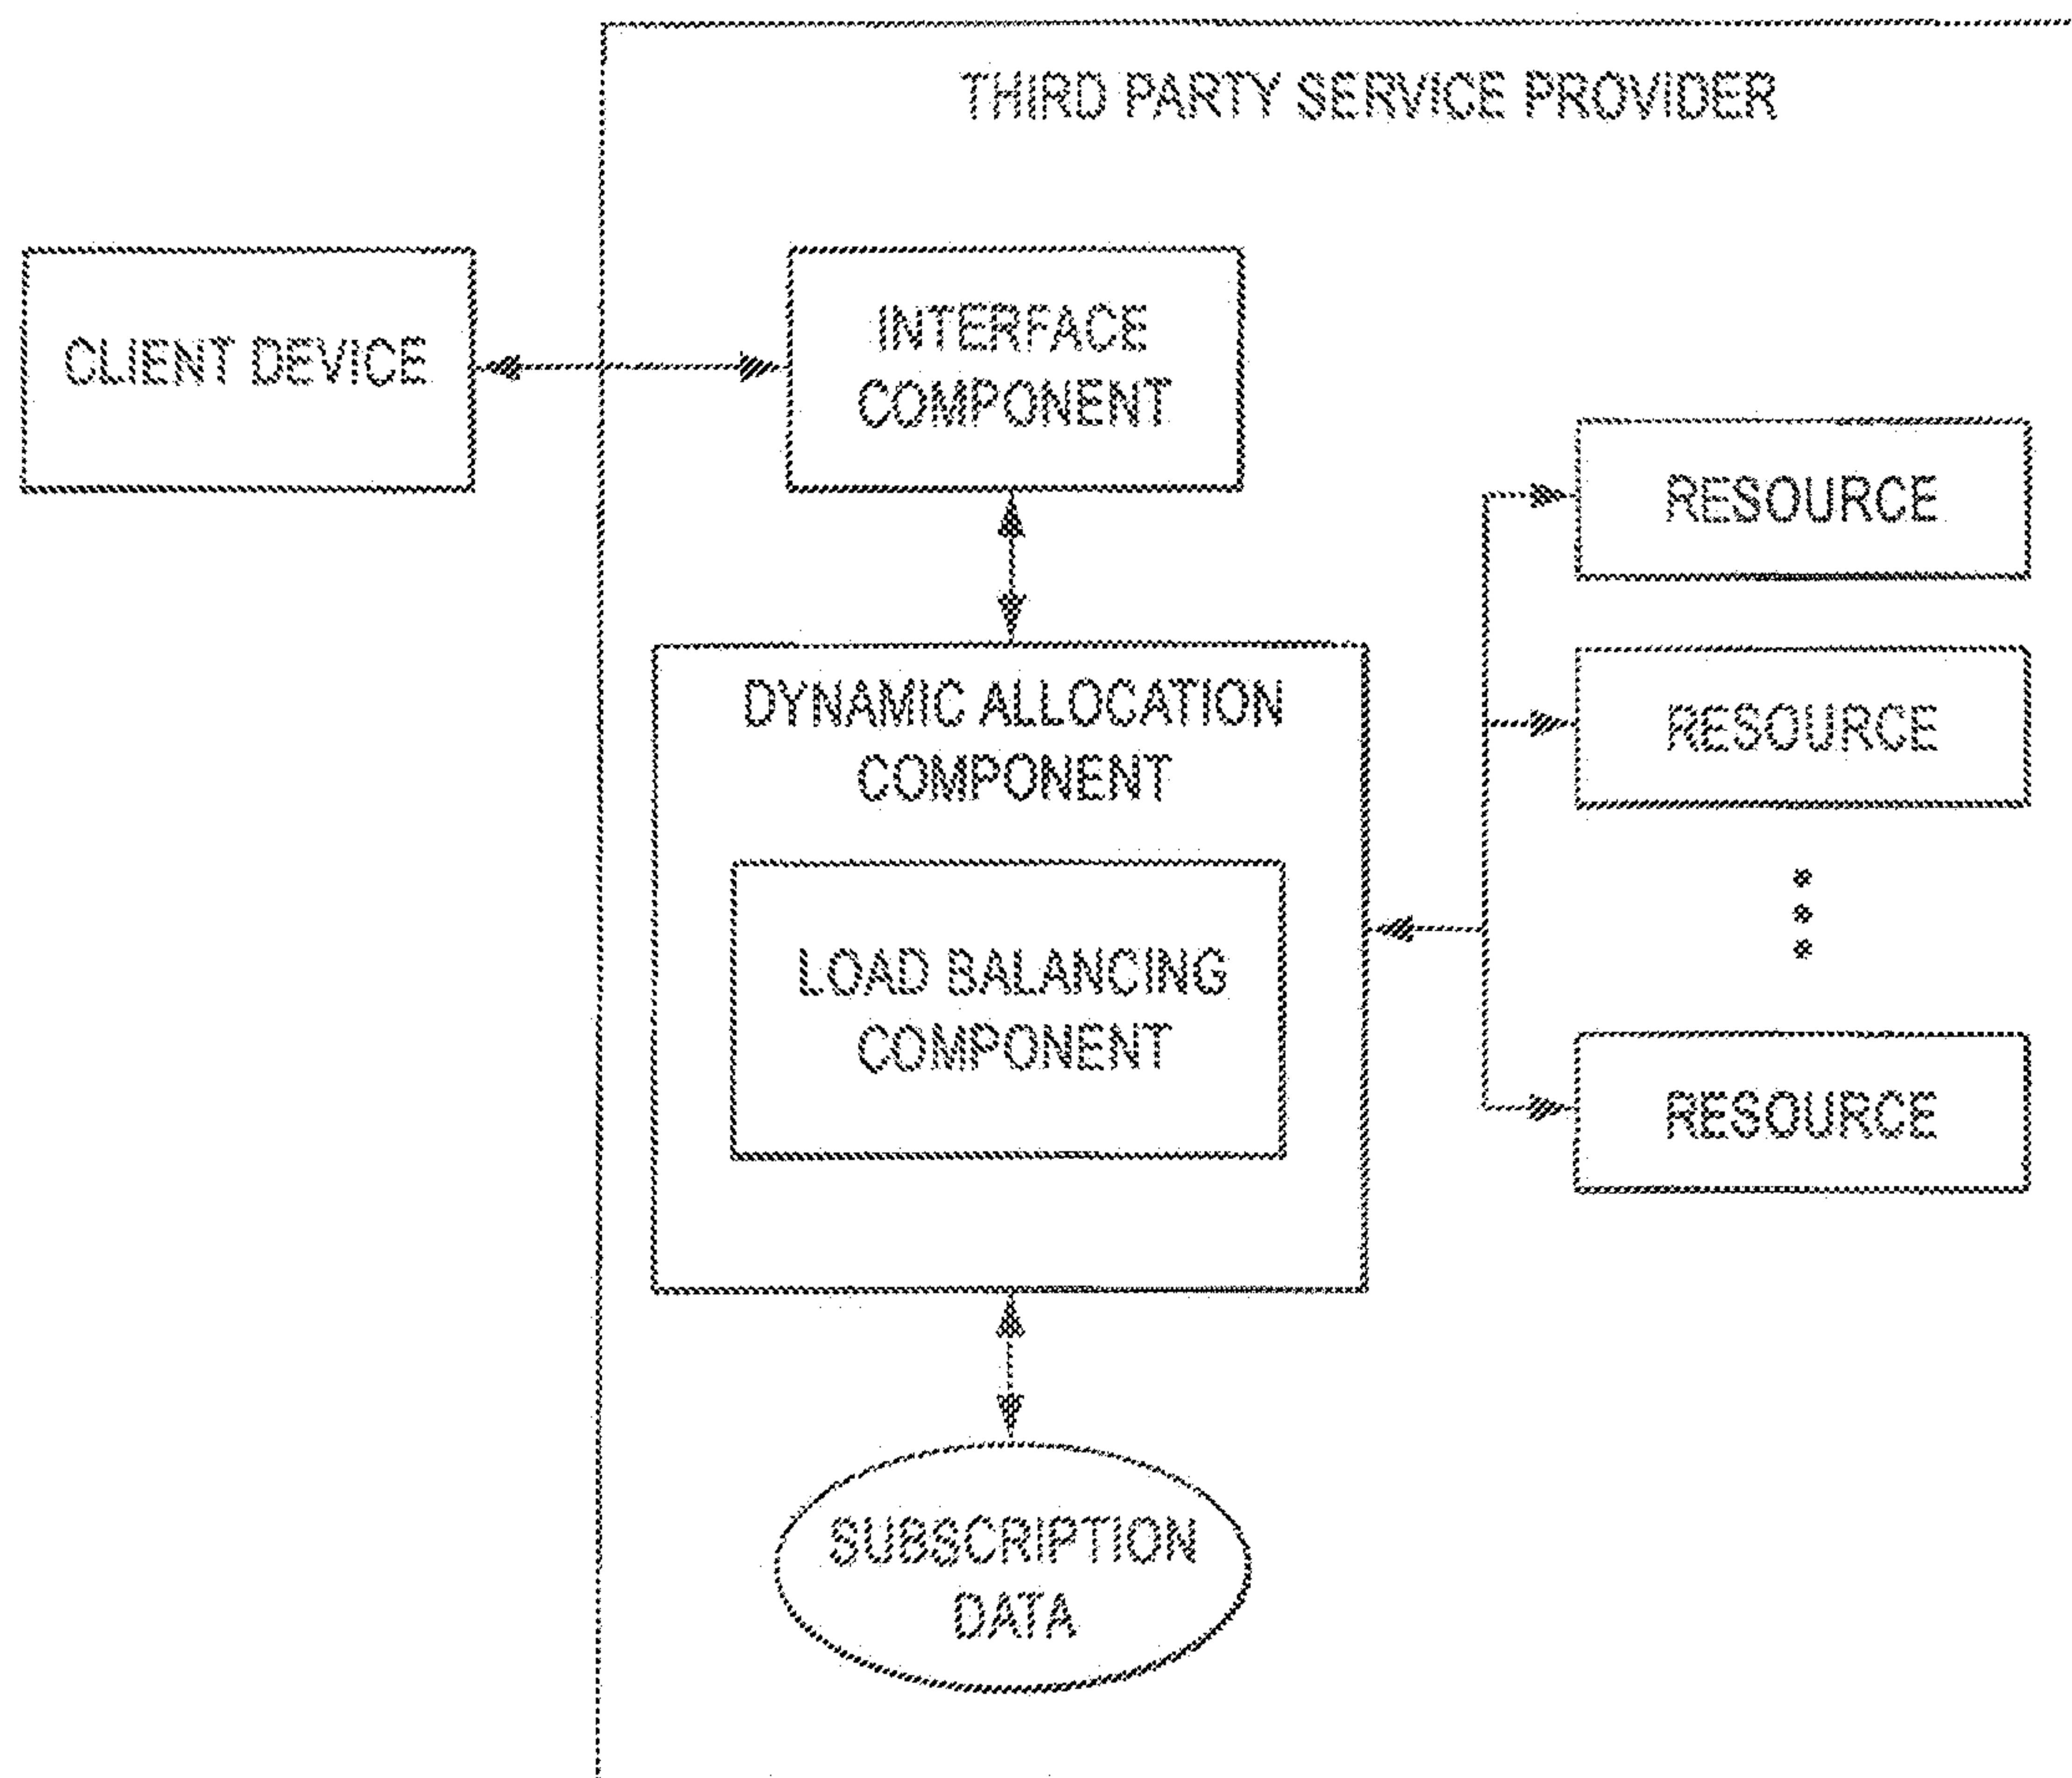 THIRD PARTY SERVICE PROVIDER
CLIENT DEVICE
INTERFACE
COMPONENT
RESOURCE
DYNAMIC ALLOCATION
COMPONENT
RESOURCE
LOAD BALANCING
COMPONENT
RESOURCE
SUBSCRIPTION
DATA